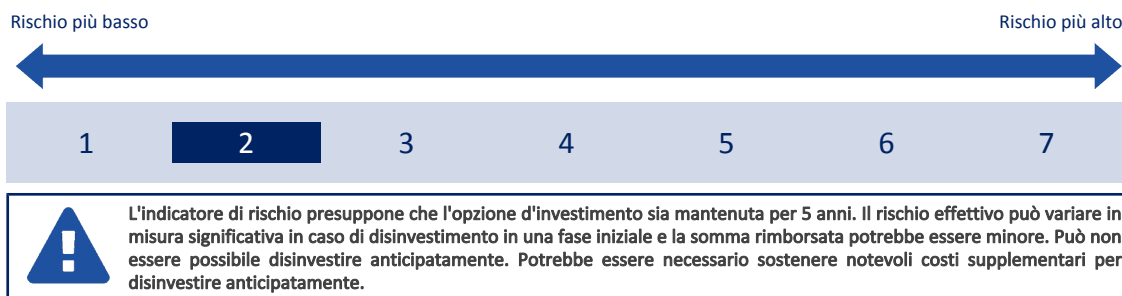 Rischio più basso Rischio più alto
1 2 3 4 5 6 7
L'indicatore di rischio presuppone che l'opzione d'investimento sia mantenuta per 5 anni. Il rischio effettivo può variare in
misura significativa in caso di disinvestimento in una fase iniziale e la somma rimborsata potrebbe essere minore. Può non
essere possibile disinvestire anticipatamente. Potrebbe essere necessario sostenere notevoli costi supplementari per
disinvestire anticipatamente.